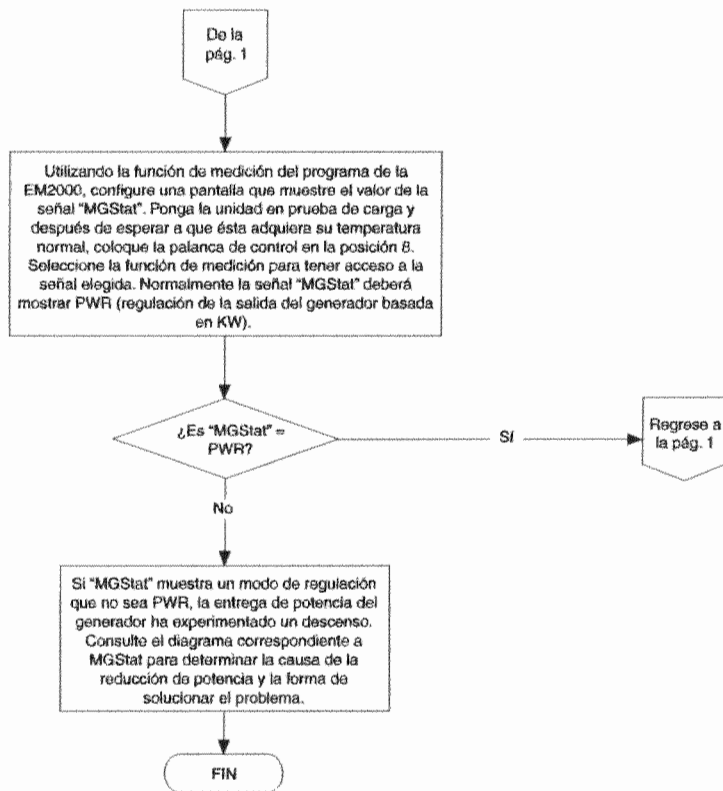 De la
pág. 1
Utilizando la función de medición del programa de la
EM2000, configure una pantalla que muestre el valor de la
señal "MGStat". Ponga la unidad en prueba de carga y
después de esperar a que ésta adquiera su temperatura
normal, coloque la palanca de control en la posición 8.
Seleccione la función de medición para tener acceso a la
señal elegida. Normalmente la señal "MGStat" deberá
mostrar PWR (regulación de la salida del generador basada
en KW).
¿Es "MGStat" =
PWR?
SÍ
Regrese a
la pág. 1
No
Si "MGStat" muestra un modo de regulación
que no sea PWR, la entrega de potencia del
generador ha experimentado un descenso.
Consulte el diagrama correspondiente a
MGStat para determinar la causa de la
reducción de potencia y la forma de
solucionar el problema.
FIN